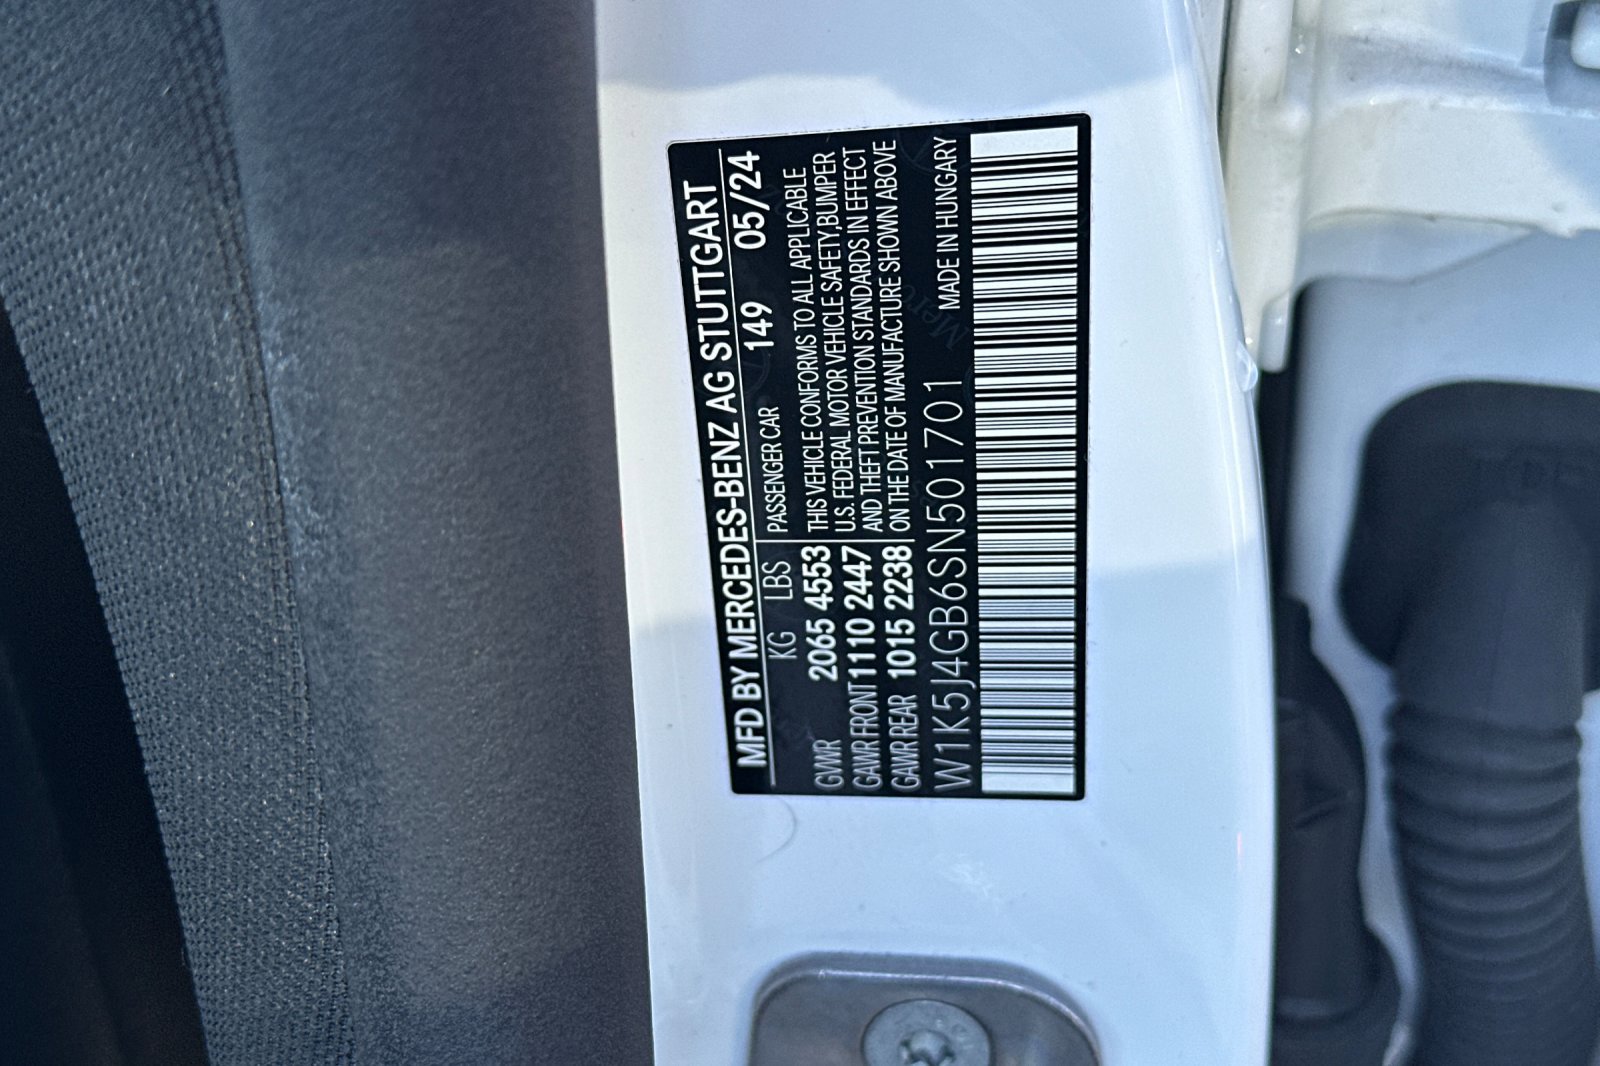 MFD BY MERCEDES-BENZ AG STUTTGART
KG LBS PASSENGER CAR 149 05/24
GVWR 2065 4553 THIS VEHICLE CONFORMS TO ALL APPLICABLE
GAWR FRONT 1110 2447 U.S. FEDERAL MOTOR VEHICLE SAFETY,BUMPER
GAWR REAR 1015 2238 AND THEFT PREVENTION STANDARDS IN EFFECT
ON THE DATE OF MANUFACTURE SHOWN ABOVE
W1K5J4GB6SN501701 MADE IN HUNGARY